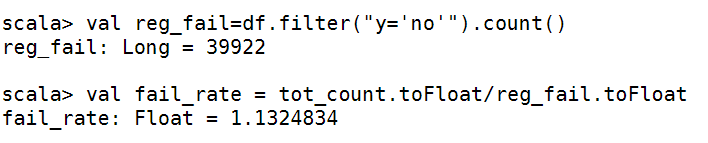 scala> val reg_fail=df.filter("y='no'").count()
reg_fail: Long = 39922
scala> val fail_rate = tot_count.toFloat/reg_fail.toFloat
fail_rate: Float = 1.1324834